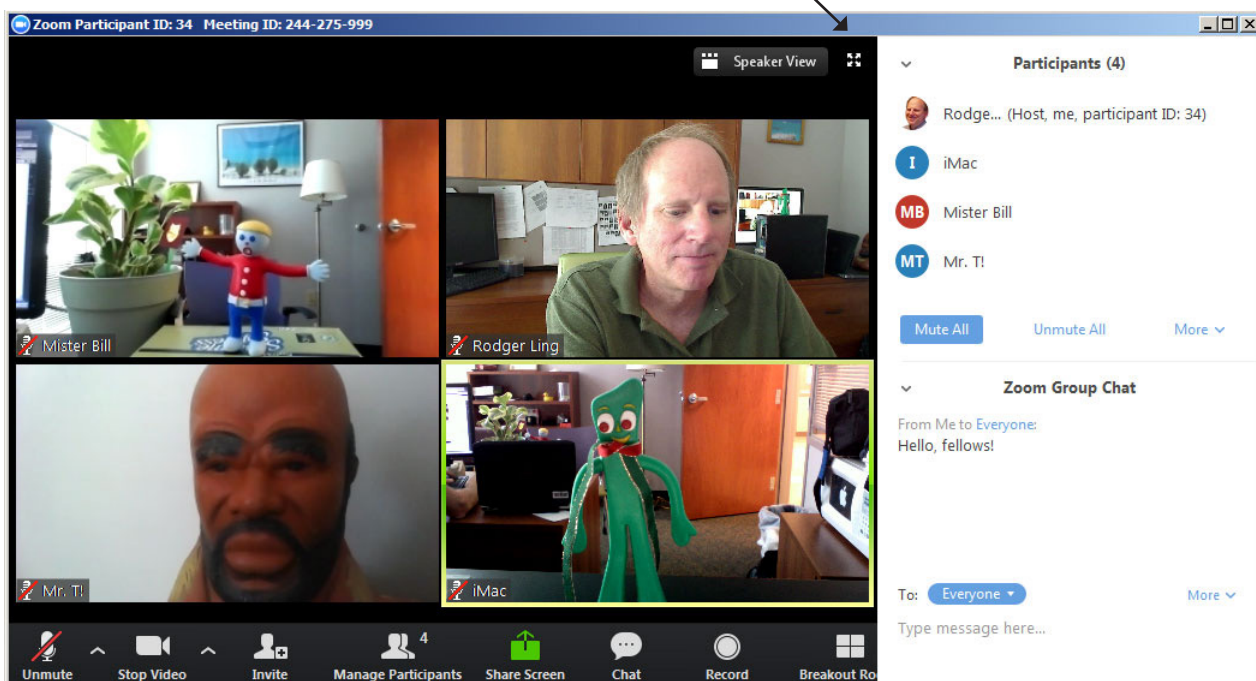 Zoom Participant ID: 34 Meeting ID: 244-275-999
Speaker View
Mister Bill
Rodger Ling
Mr. T!
iMac
Unmute
Stop Video
Invite
Manage Participants
4
Share Screen
Chat
Record
Breakout Ro
Participants (4)
Rodge... (Host, me, participant ID: 34)
I
iMac
MB
Mister Bill
MT
Mr. T!
Mute All
Unmute All
More
Zoom Group Chat
From Me to Everyone:
Hello, fellows!
To: Everyone
More
Type message here...